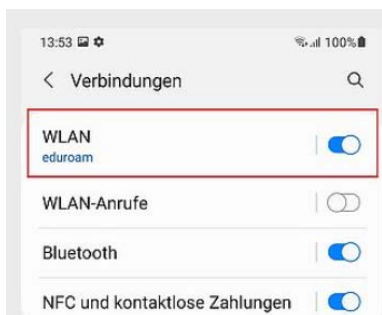 13:53 100%
Verbindungen
WLAN
eduroam
WLAN-Anrufe
Bluetooth
NFC und kontaktlose Zahlungen